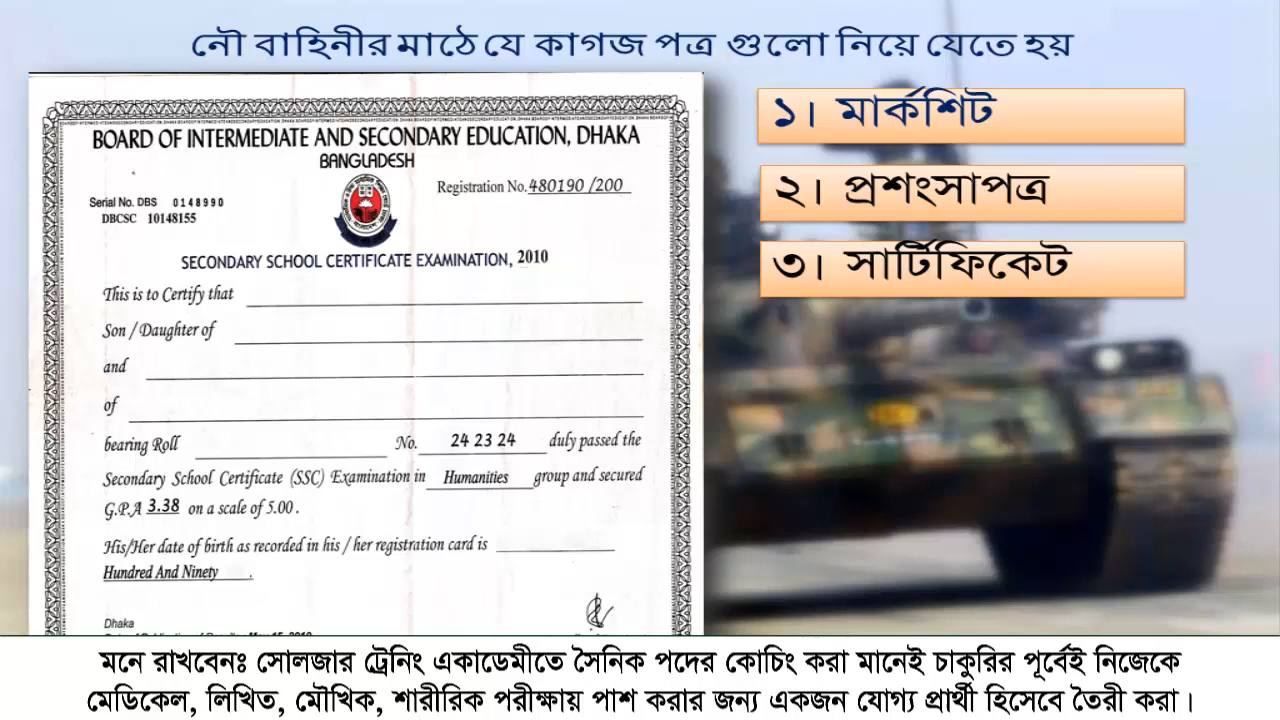 নৌ বাহিনীর মাঠে যে কাগজ পত্র গুলো নিয়ে যেতে হয়
BOARD OF INTERMEDIATE AND SECONDARY EDUCATION, DHAKA
BANGLADESH
Registration No. 480190 /200
Serial No. DBS 0148990
DBCSC 10148155
SECONDARY SCHOOL CERTIFICATE EXAMINATION, 2010
This is to Certify that
Son / Daughter of
and
of
bearing Roll No. 24 23 24 duly passed the
Secondary School Certificate (SSC) Examination in Humanities group and secured
G.P.A 3.38 on a scale of 5.00.
His/Her date of birth as recorded in his / her registration card is
Hundred And Ninety .
Dhaka
১। মার্কশিট
২। প্রশংসাপত্র
৩। সার্টিফিকেট
মনে রাখবেনঃ সোলজার ট্রেনিং একাডেমীতে সৈনিক পদের কোচিং করা মানেই চাকুরির পূর্বেই নিজেকে
মেডিকেল, লিখিত, মৌখিক, শারীরিক পরীক্ষায় পাশ করার জন্য একজন যোগ্য প্রার্থী হিসেবে তৈরী করা।